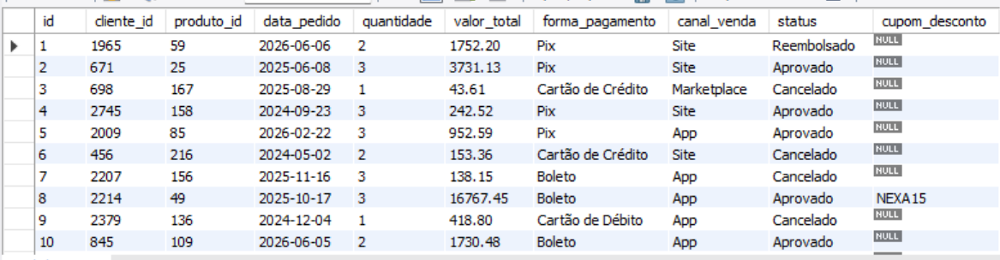 id cliente_id produto_id data_pedido quantidade valor_total forma_pagamento canal_venda status cupom_desconto
1 1965 59 2026-06-06 2 1752.20 Pix Site Reembolsado NULL
2 671 25 2025-06-08 3 3731.13 Pix Site Aprovado NULL
3 698 167 2025-08-29 1 43.61 Cartão de Crédito Marketplace Cancelado NULL
4 2745 158 2024-09-23 3 242.52 Pix Site Aprovado NULL
5 2009 85 2026-02-22 3 952.59 Pix App Aprovado NULL
6 456 216 2024-05-02 2 153.36 Cartão de Crédito Site Cancelado NULL
7 2207 156 2025-11-16 3 138.15 Boleto App Cancelado NULL
8 2214 49 2025-10-17 3 16767.45 Boleto App Aprovado NEXA15
9 2379 136 2024-12-04 1 418.80 Cartão de Débito App Cancelado NULL
10 845 109 2026-06-05 2 1730.48 Boleto App Aprovado NULL